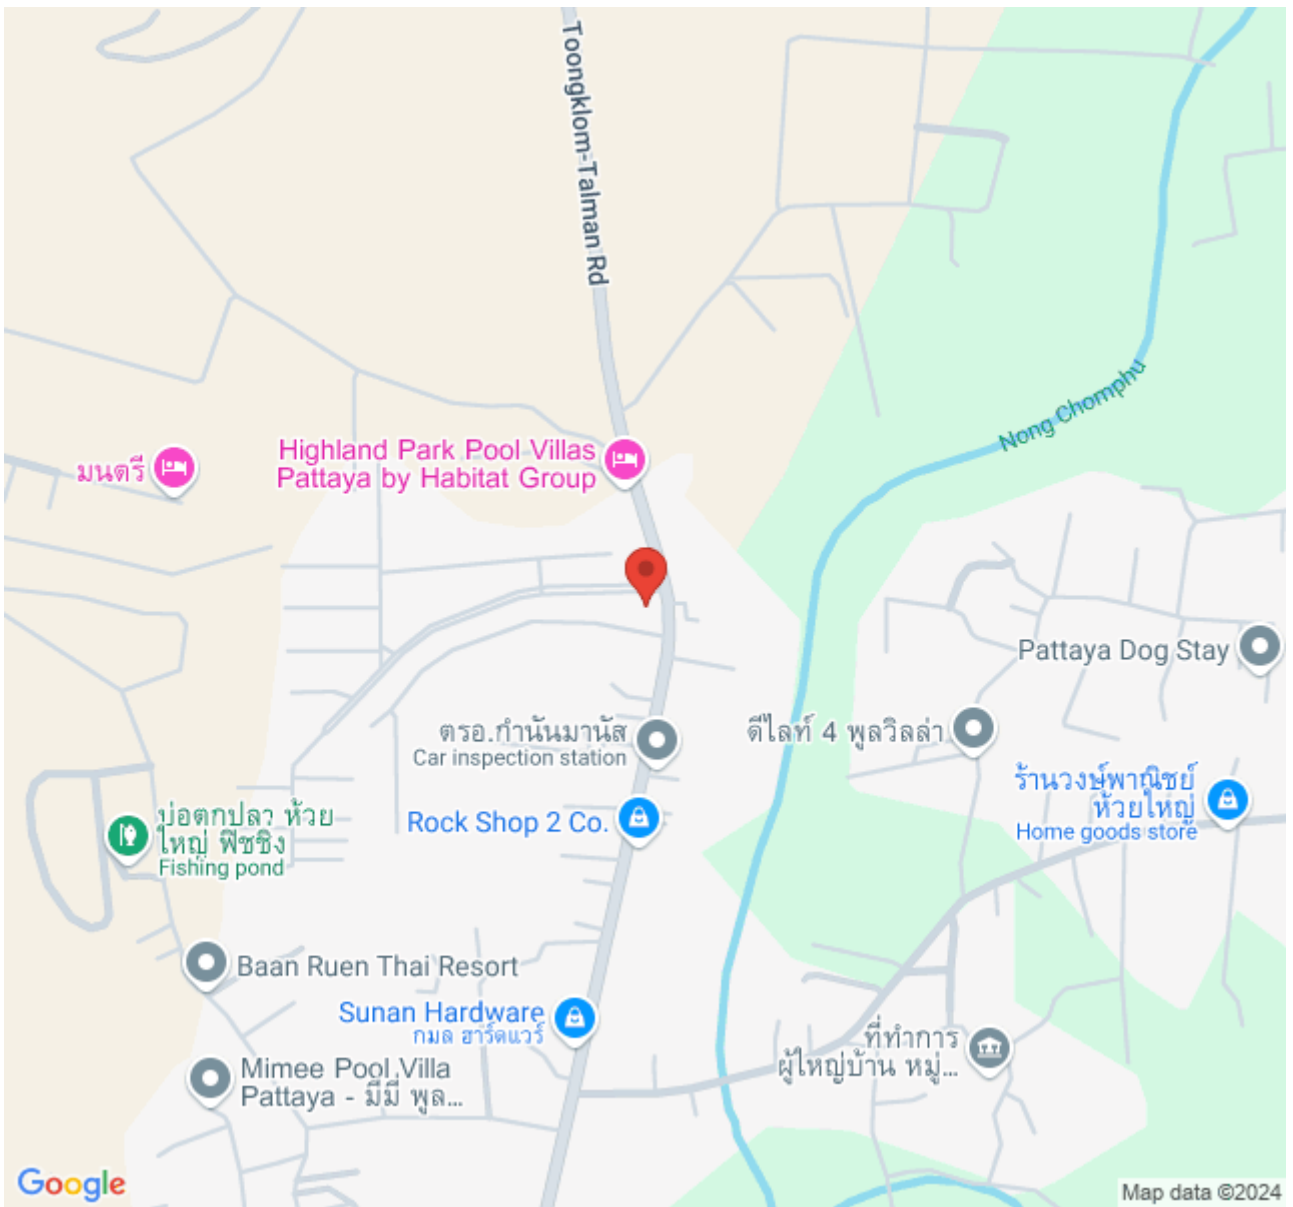 Toongklom-Talman Rd
Nong Chomphu
Highland Park Pool Villas
Pattaya by Habitat Group
มนตรี
Pattaya Dog Stay
ตรอ.กำนันมานัส
Car inspection station
ดีไลท์ 4 พูลวิลล่า
ร้านวงษ์พาณิชย์
ห้วยใหญ่
Home goods store
Rock Shop 2 Co.
บ่อตกปลา ห้วย
ใหญ่ ฟิชชิง
Fishing pond
Baan Ruen Thai Resort
Sunan Hardware
กมล ฮาร์ดแวร์
ที่ทำการ
ผู้ใหญ่บ้าน หมู่...
Mimee Pool Villa
Pattaya - มีมี่ พูล...
Google
Map data ©2024